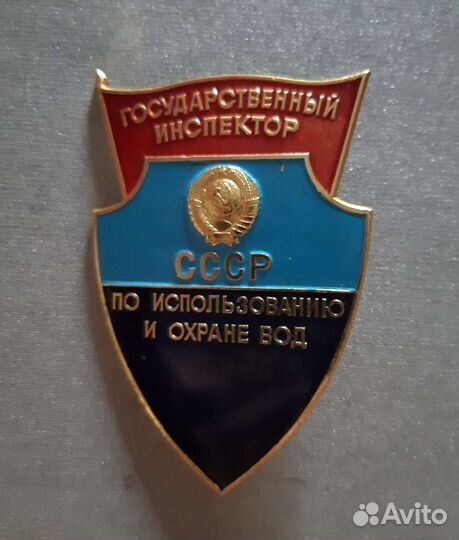 ГОСУДАРСТВЕННЫЙ
ИНСПЕКТОР
СССР
ПО ИСПОЛЬЗОВАНИЮ
И ОХРАНЕ ВОД
Avito